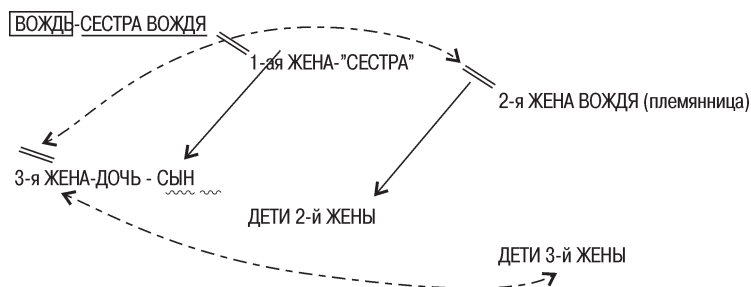 ВОЖДЬ-СЕСТРА ВОЖДЯ
1-ая ЖЕНА-"СЕСТРА"
2-я ЖЕНА ВОЖДЯ (племянница)
3-я ЖЕНА-ДОЧЬ - СЫН
ДЕТИ 2-й ЖЕНЫ
ДЕТИ 3-й ЖЕНЫ